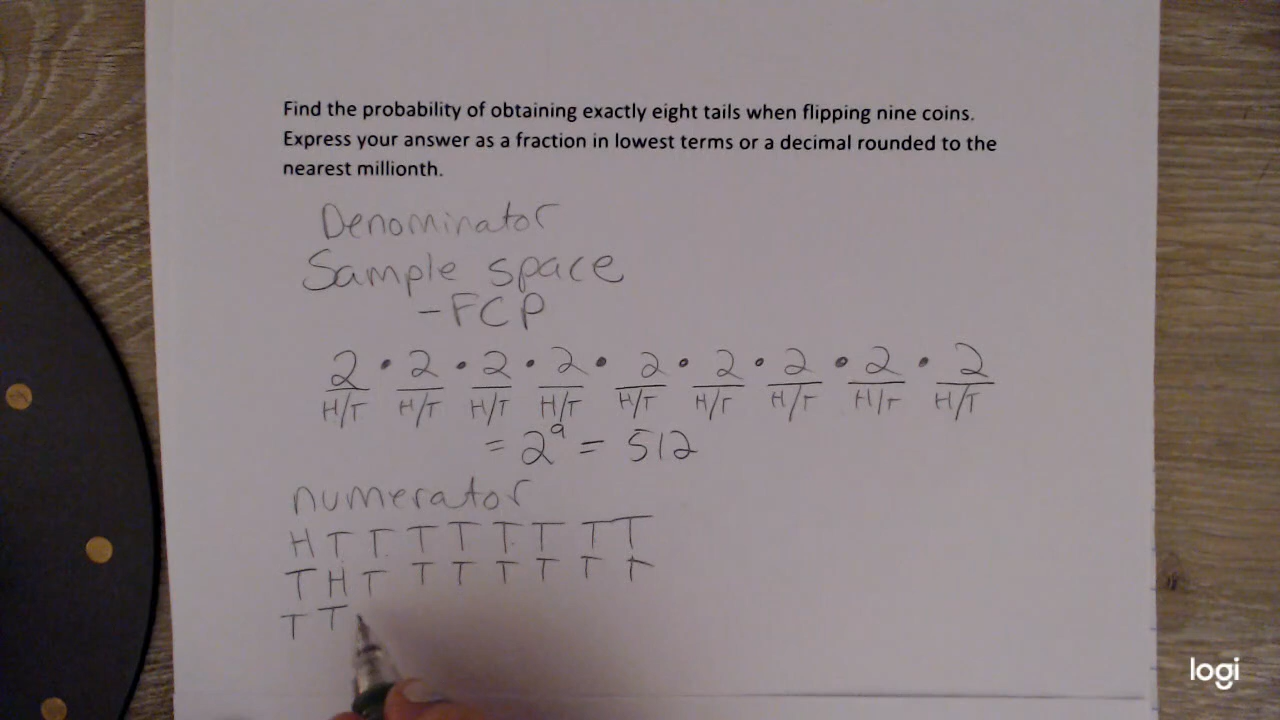 Find the probability of obtaining exactly eight tails when flipping nine coins.
Express your answer as a fraction in lowest terms or a decimal rounded to the
nearest millionth.
Denominator
Sample space
-FCP
2 • 2 • 2 • 2 • 2 • 2 • 2 • 2 • 2
H/T H/T H/T H/T H/T H/T H/T H/T H/T
= 2⁹ = 512
numerator
H T T T T T T T T
T H T T T T T T T
T T
logi